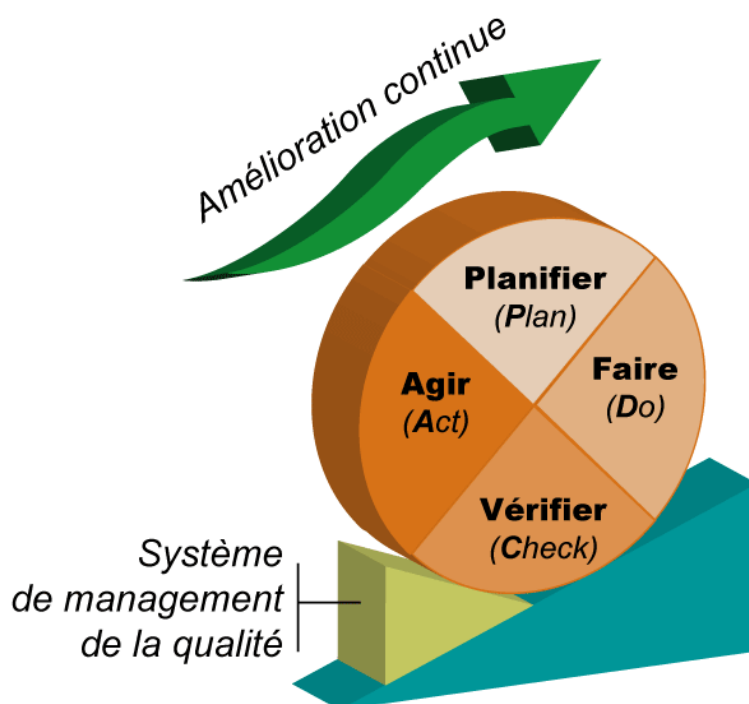 Amélioration continue
Planifier
(Plan)
Faire
(Do)
Agir
(Act)
Vérifier
(Check)
Système
de management
de la qualité